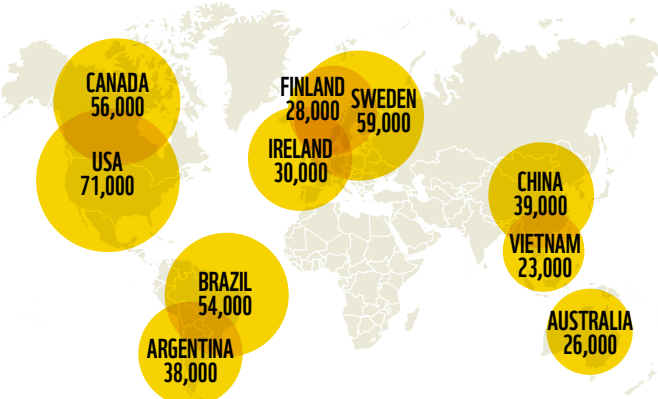 CANADA
56,000
USA
71,000
FINLAND
28,000
SWEDEN
59,000
IRELAND
30,000
CHINA
39,000
VIETNAM
23,000
BRAZIL
54,000
ARGENTINA
38,000
AUSTRALIA
26,000